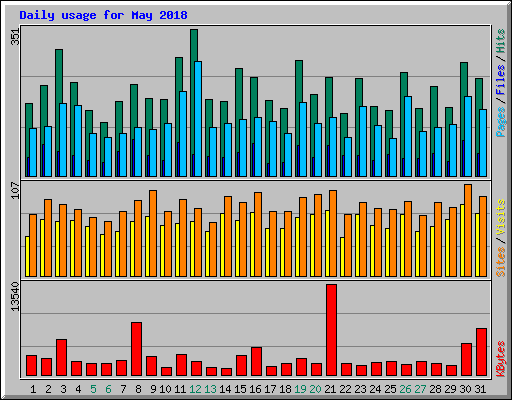 Daily usage for May 2018
351
Pages / Files / Hits
107
Sites / Visits
13540
KBytes
1 2 3 4 5 6 7 8 9 10 11 12 13 14 15 16 17 18 19 20 21 22 23 24 25 26 27 28 29 30 31